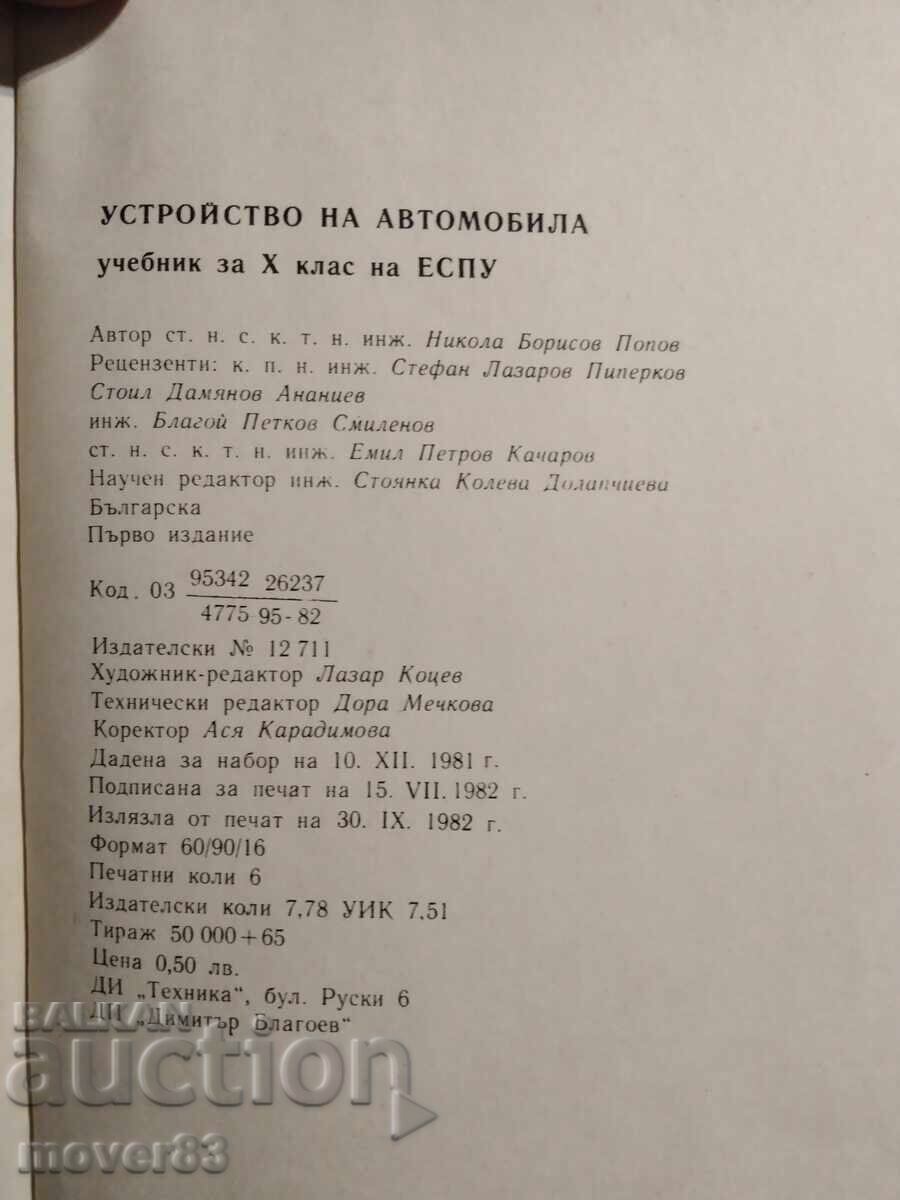 УСТРОЙСТВО НА АВТОМОБИЛА
учебник за X клас на ЕСПУ
Автор ст. н. с. к. т. н. инж. Никола Борисов Попов
Рецензенти: к. п. н. инж. Стефан Лазаров Пиперков
Стоил Дамянов Ананиев
инж. Благой Петков Смиленов
ст. н. с. к. т. н. инж. Емил Петров Качаров
Научен редактор инж. Стоянка Колева Долапчиева
Българска
Първо издание
Код. 03 95342 26237
4775 95-82
Издателски № 12 711
Художник-редактор Лазар Коцев
Технически редактор Дора Мечкова
Коректор Ася Карадимова
Дадена за набор на 10. XII. 1981 г.
Подписана за печат на 15. VII. 1982 г.
Излязла от печат на 30. IX. 1982 г.
Формат 60/90/16
Печатни коли 6
Издателски коли 7,78 УИК 7,51
Тираж 50 000+65
Цена 0,50 лв.
ДИ „Техника“, бул. Руски 6
ДИ „Димитър Благоев“
BALKAN
auction
mover83